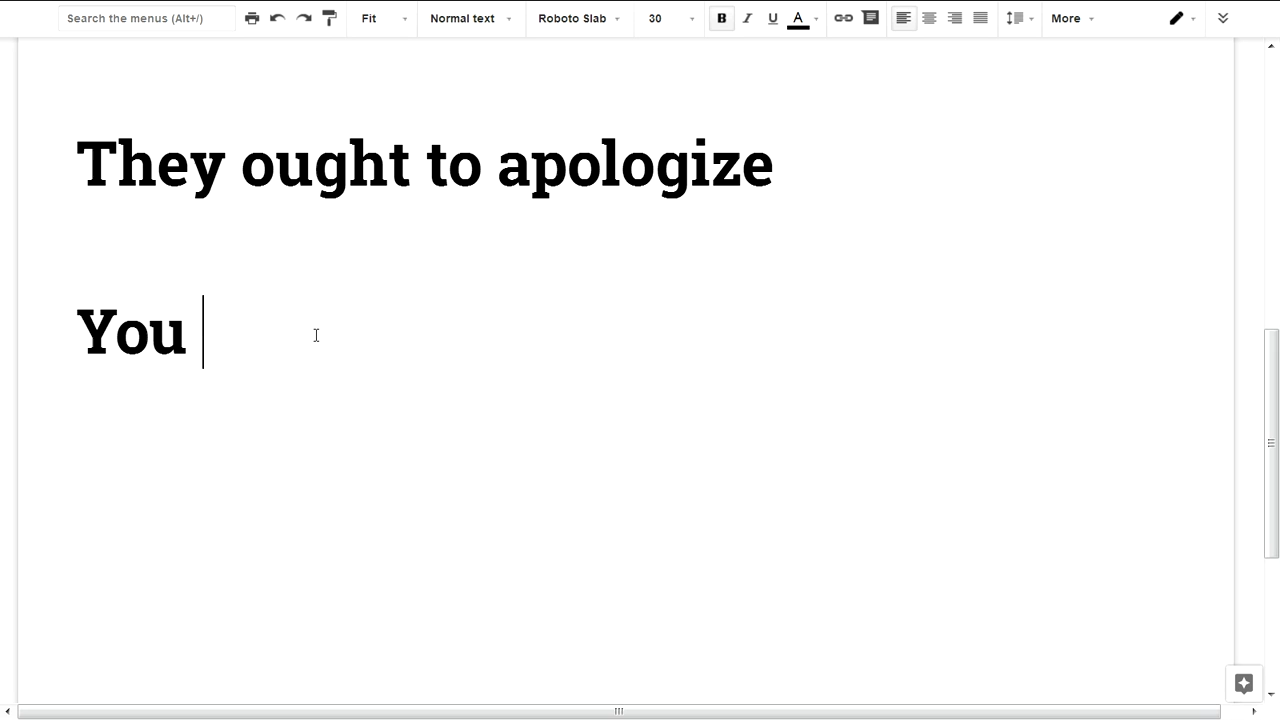 Search the menus (Alt+/) Fit Normal text Roboto Slab 30 B I U A More
They ought to apologize
You